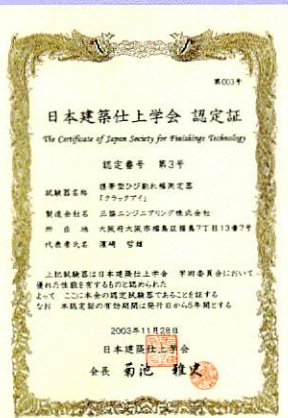 第003号
日本建築仕上学会 認定証
The Certificate of Japan Society for Finishings Technology
認定番号 第3号
試験器名称 携帯型ひび割れ幅測定器
『クラックアイ』
製造会社名 三協エンジニアリング株式会社
所在地 大阪府大阪市福島区福島7丁目13番7号
代表者氏名 濱崎 哲雄
上記試験器は日本建築仕上学会 学術委員会において
優れた性能を有するものと認められた
よって ここに本会の認定試験器であることを証する
なお 本認定証の有効期間は発行日から5年間とする
2003年11月28日
日本建築仕上学会
会長 菊池 雅史